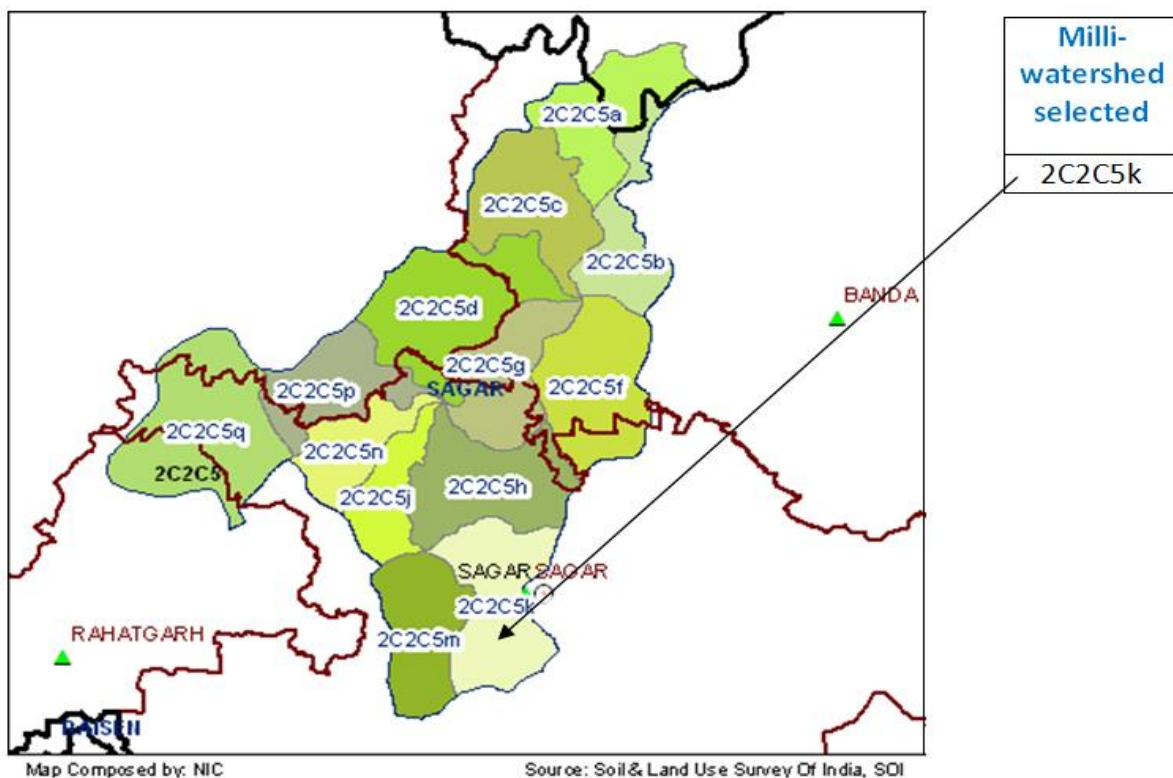 Milli-
watershed
selected
2C2C5k
2C2C5a
2C2C5c
2C2C5b
BANDA
2C2C5d
2C2C5g
2C2C5p
SAGAR
2C2C5f
2C2C5q
2C2C5n
2C2C5
2C2C5j
2C2C5h
SAGAR SAGAR
2C2C5k
RAHATGARH
2C2C5m
RAISEN
Map Composed by: NIC
Source: Soil & Land Use Survey Of India, SOI